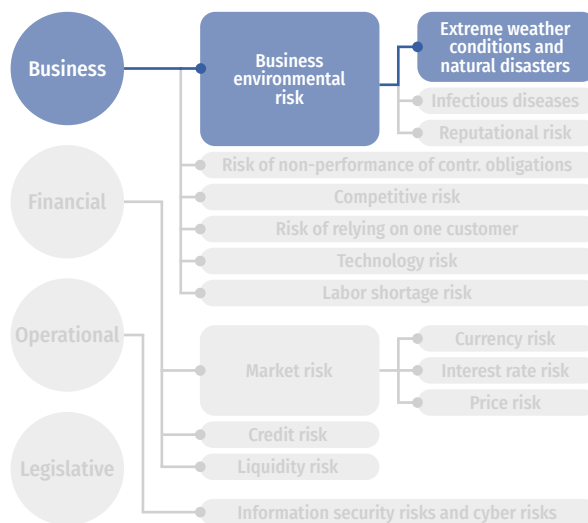 Business
Business
environmental
risk
Extreme weather
conditions and
natural disasters
Infectious diseases
Reputational risk
Risk of non-performance of contr. obligations
Competitive risk
Risk of relying on one customer
Technology risk
Labor shortage risk
Financial
Market risk
Currency risk
Interest rate risk
Price risk
Credit risk
Liquidity risk
Operational
Information security risks and cyber risks
Legislative